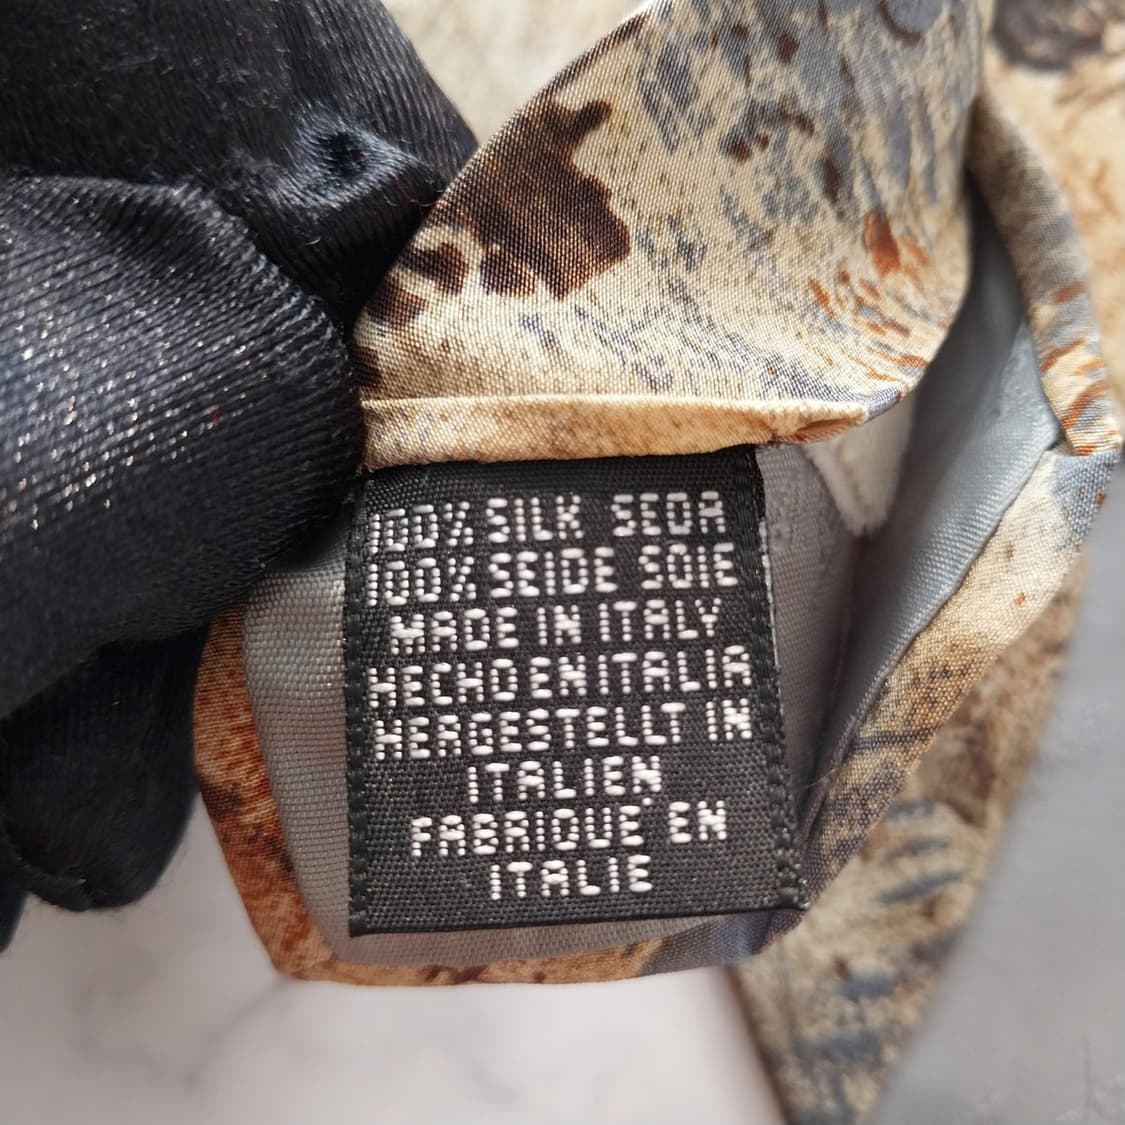 100% SILK SEDA
100% SEIDE SOIE
MADE IN ITALY
HECHO EN ITALIA
HERGESTELLT IN
ITALIEN
FABRIQUE EN
ITALIE